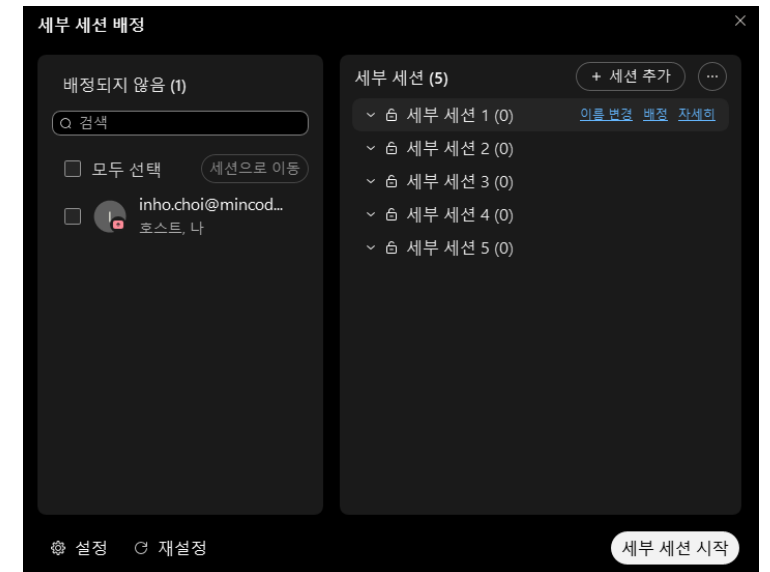 세부 세션 배정
배정되지 않음 (1)
검색
모두 선택
세션으로 이동
I
inho.choi@mincod...
호스트, 나
세부 세션 (5)
+ 세션 추가
...
세부 세션 1 (0)
이름 변경 배정 자세히
세부 세션 2 (0)
세부 세션 3 (0)
세부 세션 4 (0)
세부 세션 5 (0)
설정
재설정
세부 세션 시작